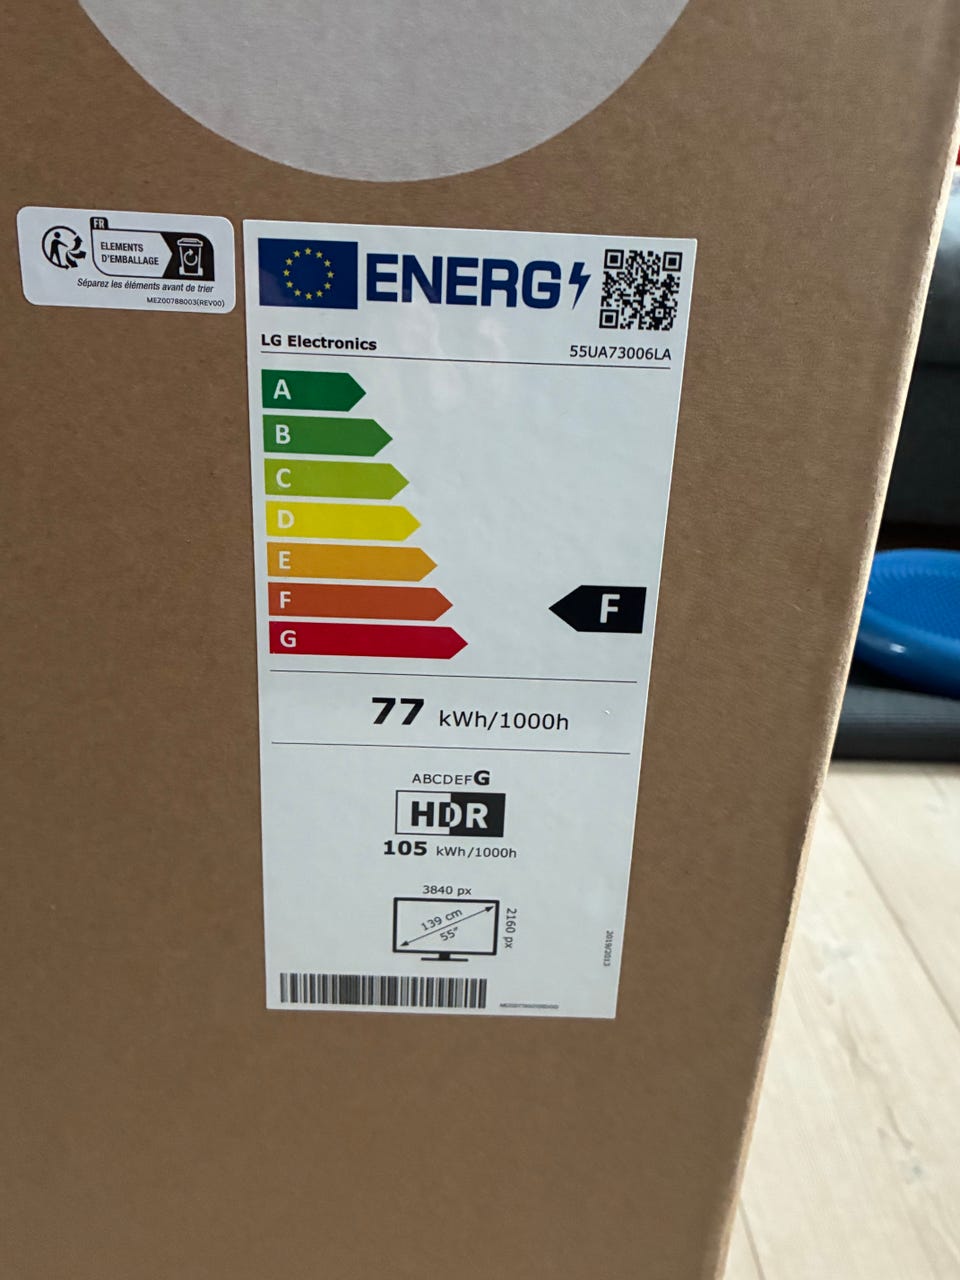 FR
ELEMENTS
D'EMBALLAGE
Séparez les éléments avant de trier
MEZ00788003(REV00)
ENERG
LG Electronics
55UA73006LA
A
B
C
D
E
F
F
G
77 kWh/1000h
ABCDEFG
HDR
105 kWh/1000h
3840 px
139 cm
55"
2160 px
2019/2013